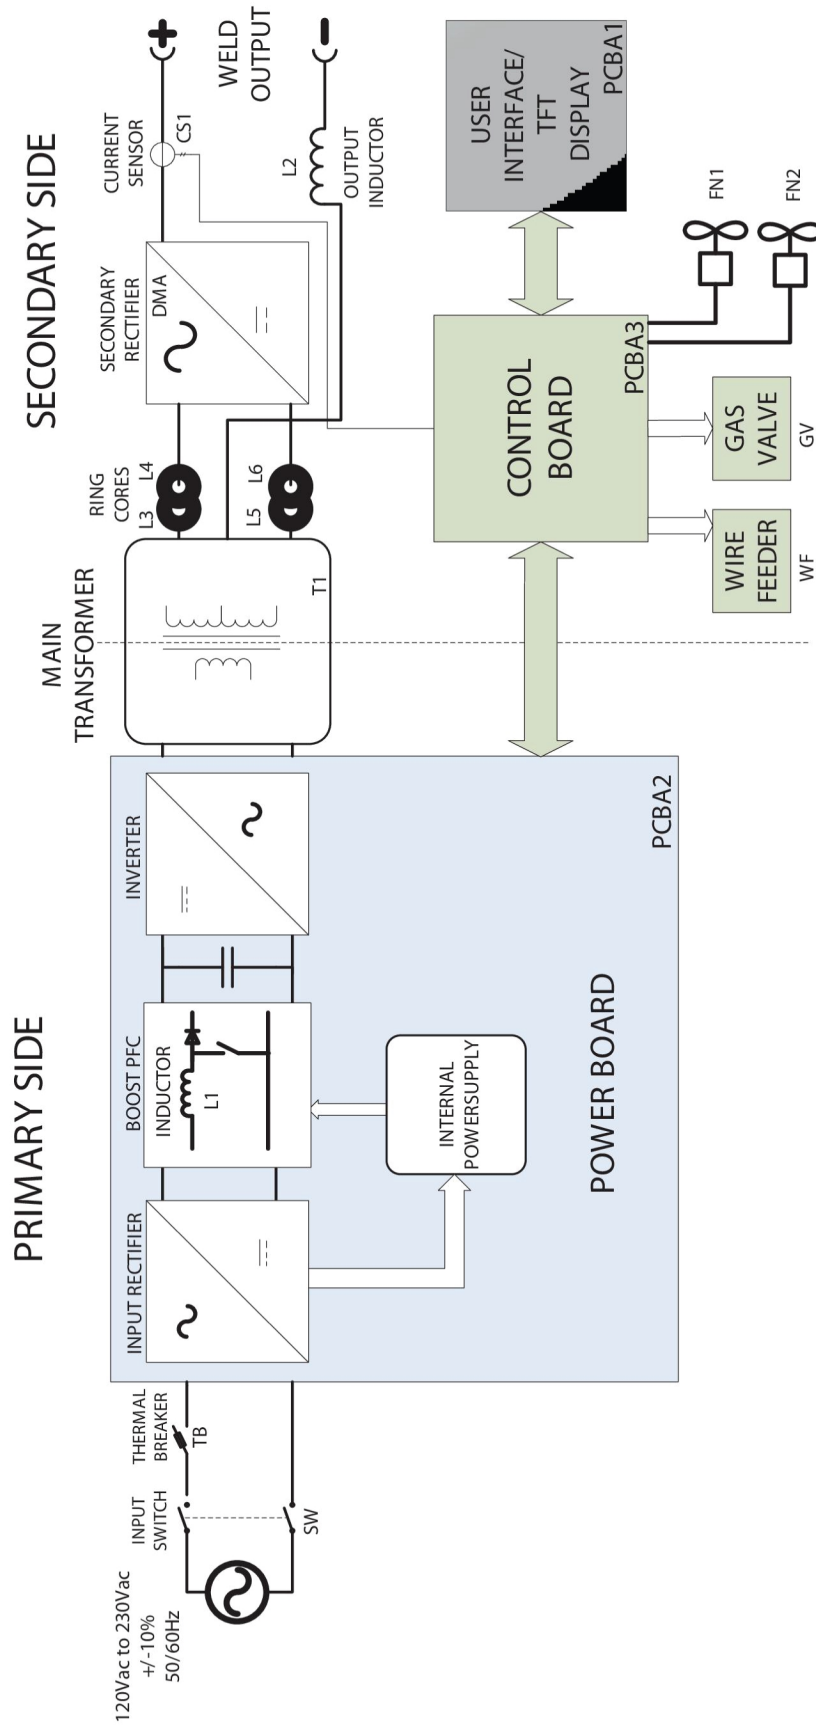 PRIMARY SIDE
SECONDARY SIDE
120Vac to 230Vac
+/-10%
50/60Hz
INPUT
SWITCH
SW
THERMAL
BREAKER
TB
INPUT RECTIFIER
BOOST PFC
INDUCTOR
L1
INVERTER
INTERNAL
POWERSUPPLY
POWER BOARD
PCBA2
MAIN
TRANSFORMER
T1
RING
CORES
L3
L4
L5
L6
SECONDARY
RECTIFIER
DMA
CURRENT
SENSOR
CS1
+
WELD
OUTPUT
-
L2
OUTPUT
INDUCTOR
CONTROL
BOARD
PCBA3
USER
INTERFACE/
TFT
DISPLAY
PCBA1
WIRE
FEEDER
WF
GAS
VALVE
GV
FN1
FN2